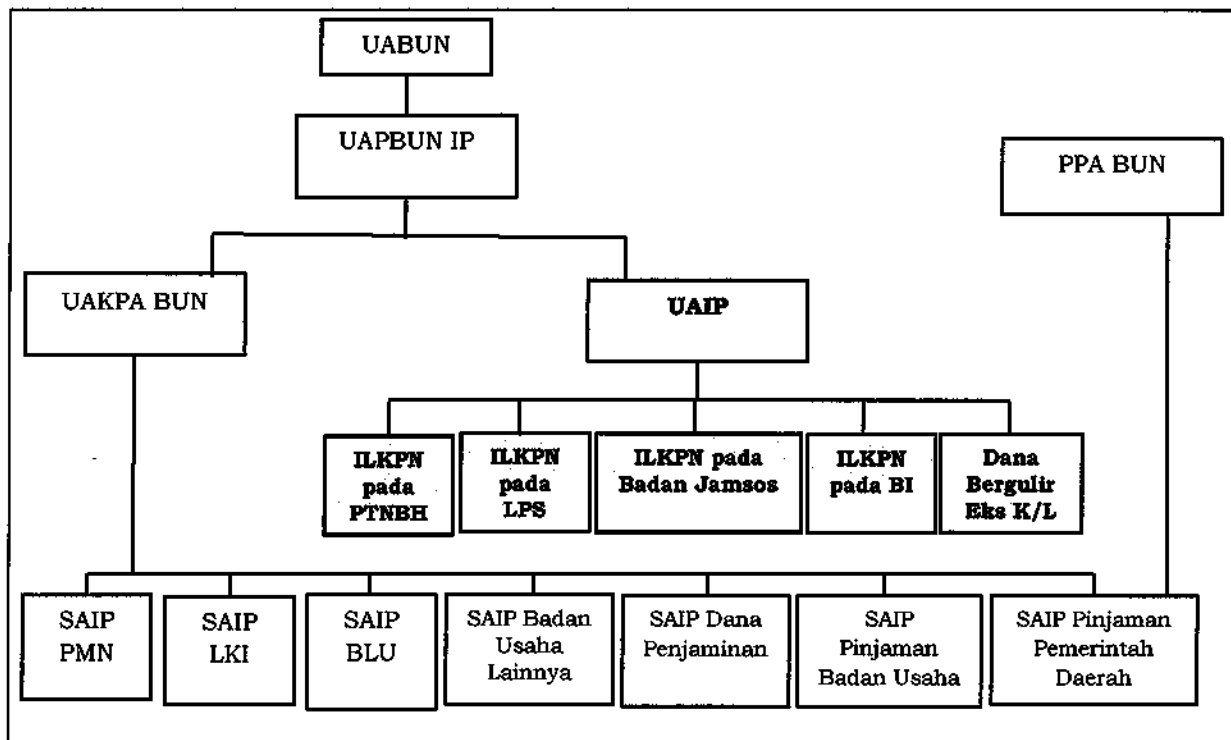 UABUN
UAPBUN IP
PPA BUN
UAKPA BUN
UAIP
ILKPN
pada
PTNBH
ILKPN
pada
LPS
ILKPN pada
Badan Jamsos
ILKPN
pada BI
Dana
Bergulir
Eks K/L
SAIP
PMN
SAIP
LKI
SAIP
BLU
SAIP Badan
Usaha
Lainnya
SAIP Dana
Penjaminan
SAIP
Pinjaman
Badan Usaha
SAIP Pinjaman
Pemerintah
Daerah